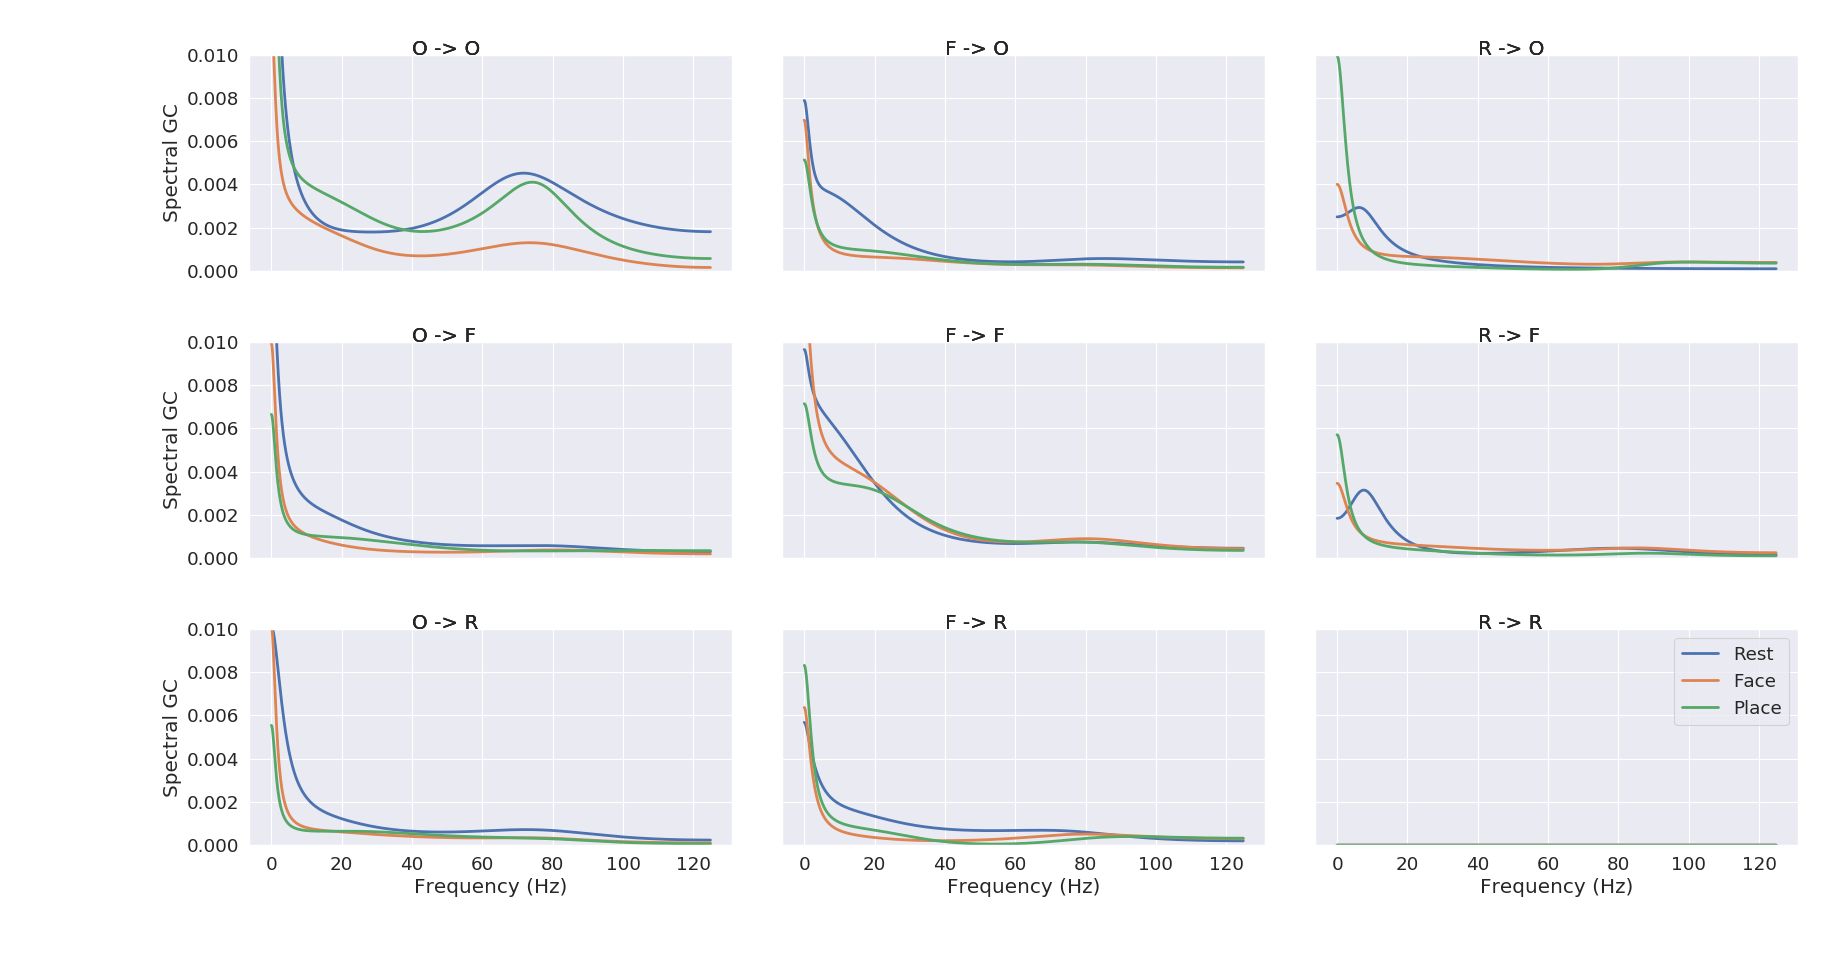 O -> O
F -> O
R -> O
0.010
0.008
0.006
0.004
0.002
0.000
Spectral GC
O -> F
F -> F
R -> F
0.010
0.008
0.006
0.004
0.002
0.000
Spectral GC
O -> R
F -> R
R -> R
0.010
0.008
0.006
0.004
0.002
0.000
Spectral GC
Rest
Face
Place
0 20 40 60 80 100 120
0 20 40 60 80 100 120
0 20 40 60 80 100 120
Frequency (Hz)
Frequency (Hz)
Frequency (Hz)